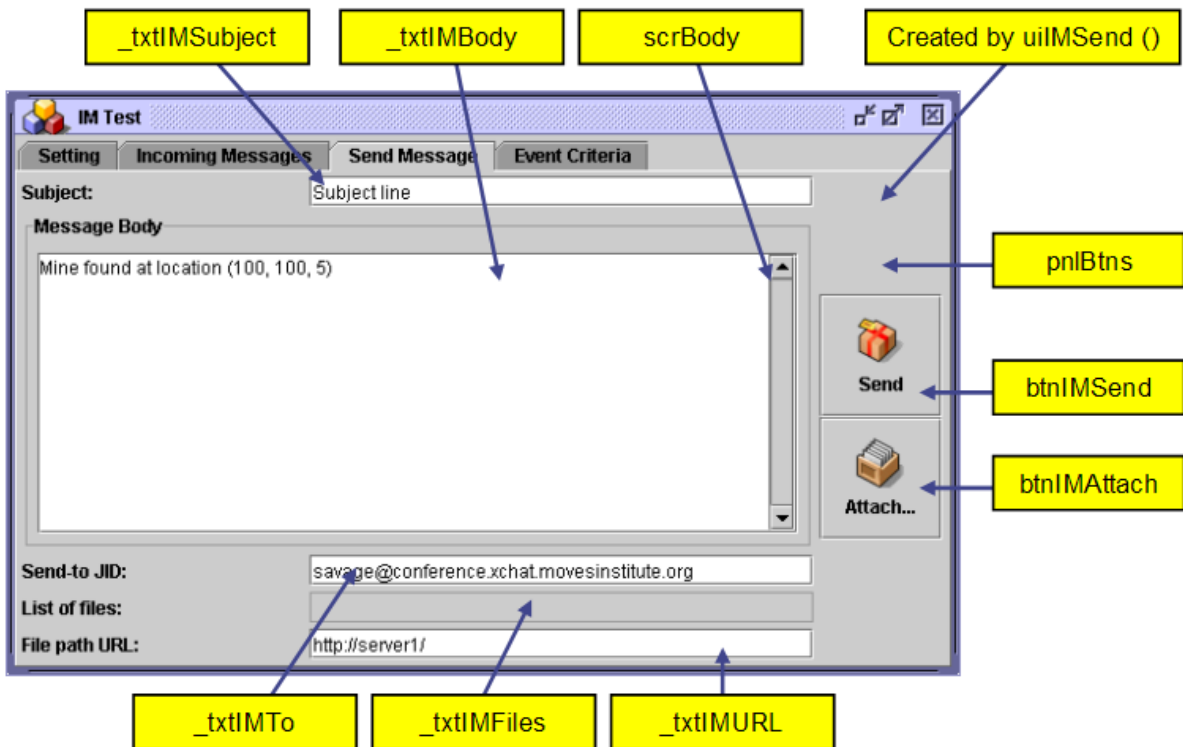 _txtIMSubject
_txtIMBody
scrBody
Created by uiIMSend ()
IM Test
Setting
Incoming Messages
Send Message
Event Criteria
Subject:
Subject line
Message Body
Mine found at location (100, 100, 5)
pnlBtns
Send
btnIMSend
Attach...
btnIMAttach
Send-to JID:
savage@conference.xchat.movesinstitute.org
List of files:
File path URL:
http://server1/
_txtIMTo
_txtIMFiles
_txtIMURL